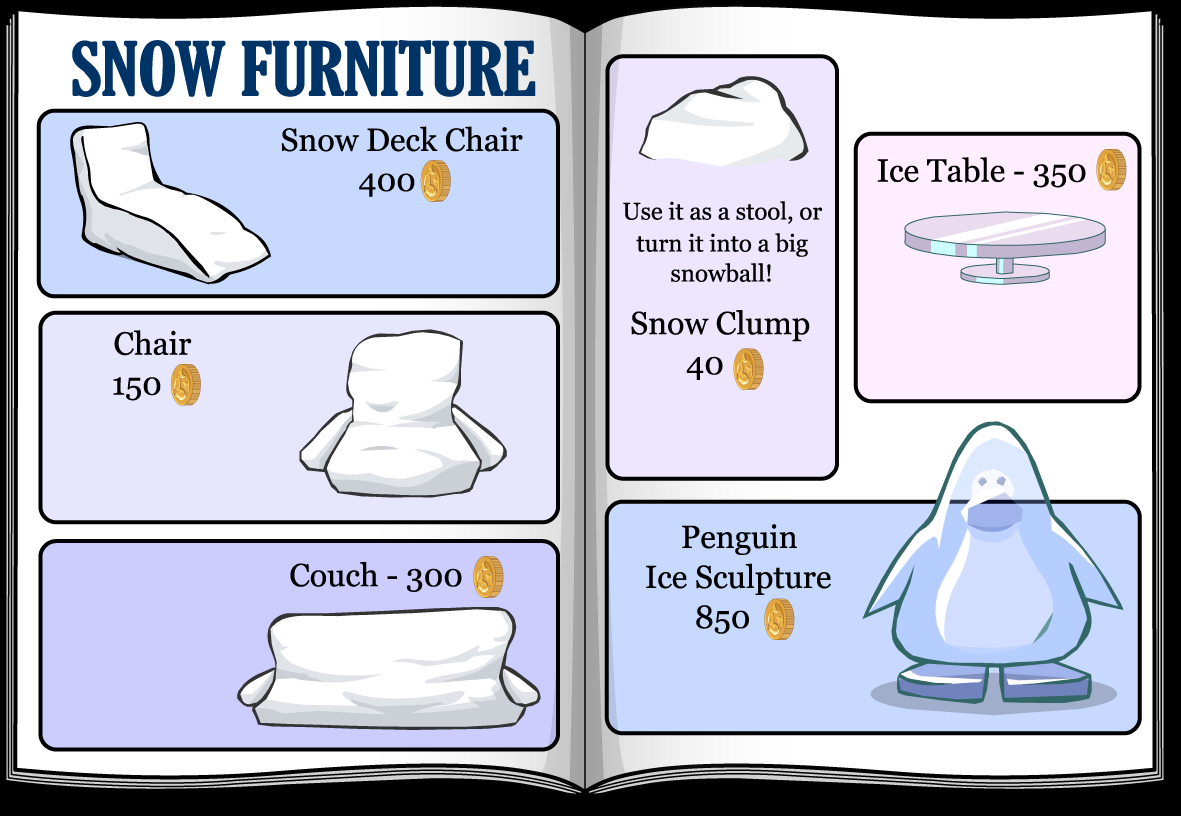 SNOW FURNITURE
Snow Deck Chair
400
Chair
150
Couch - 300
Use it as a stool, or
turn it into a big
snowball!
Snow Clump
40
Ice Table - 350
Penguin
Ice Sculpture
850